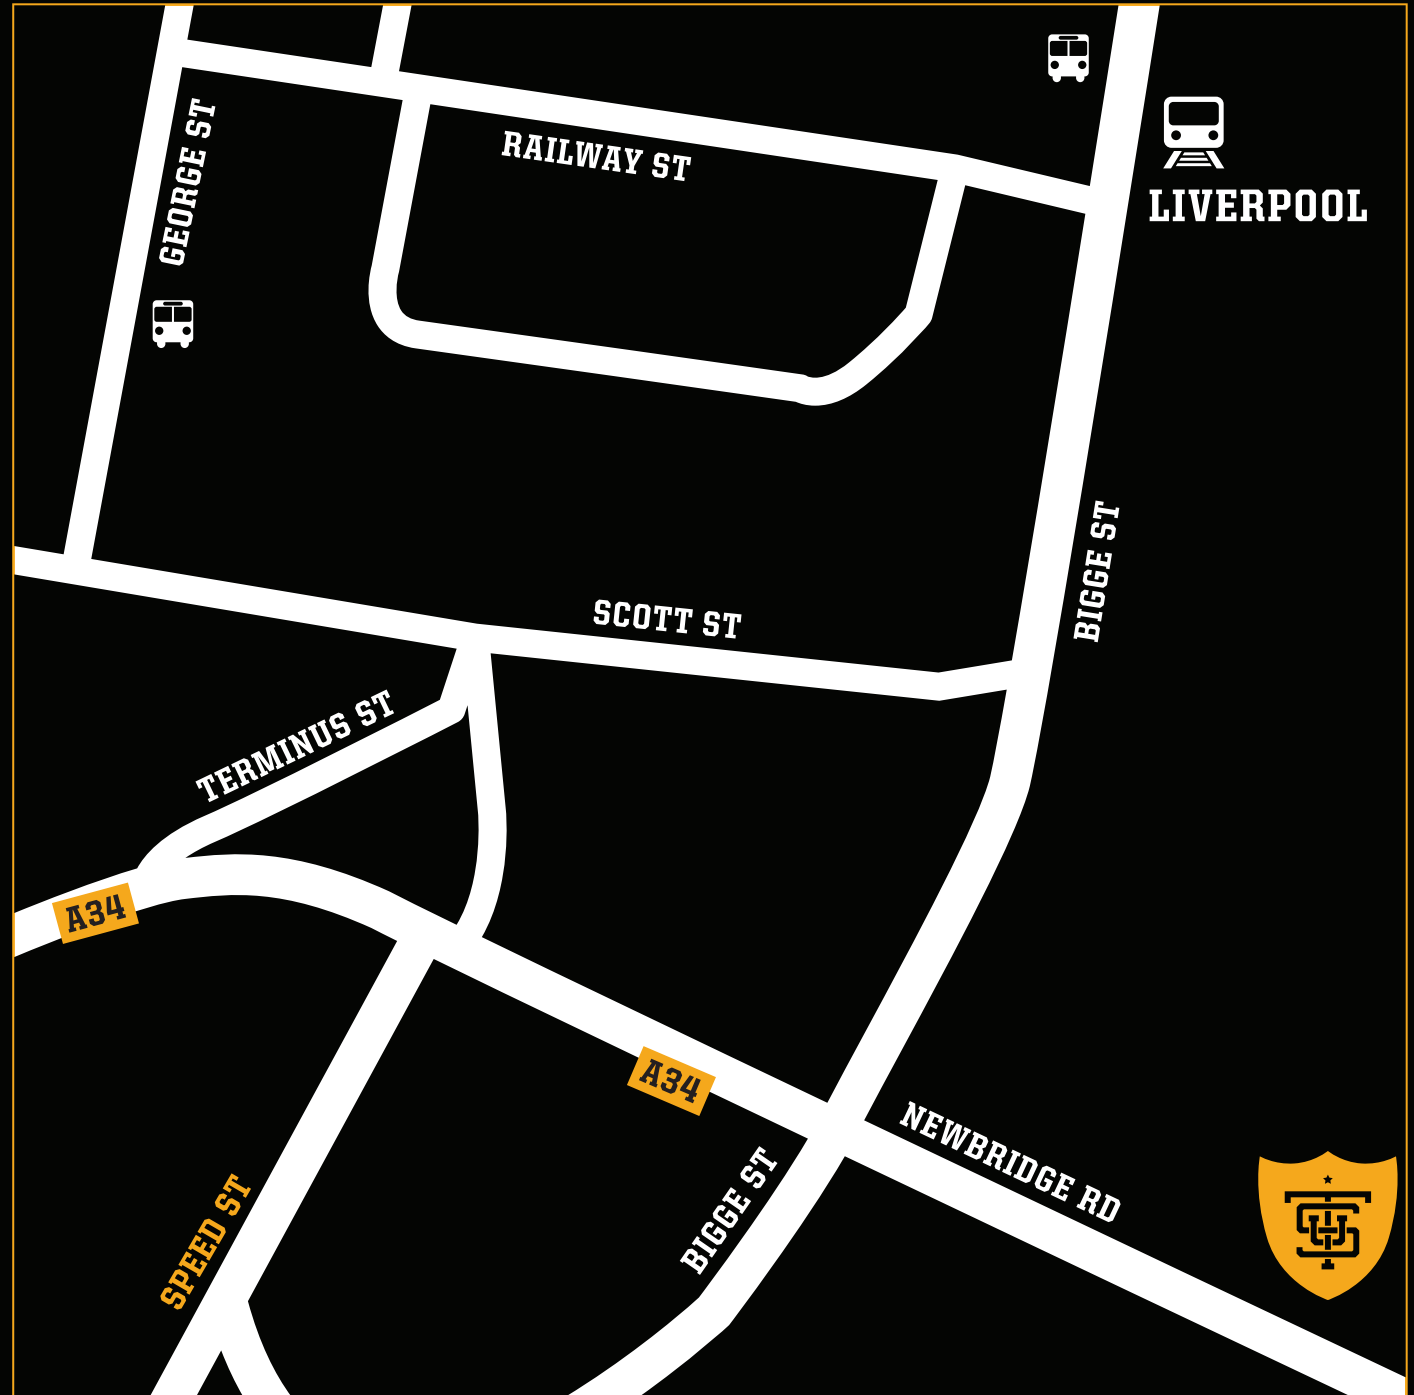 GEORGE ST
RAILWAY ST
LIVERPOOL
BIGGE ST
SCOTT ST
TERMINUS ST
A34
A34
NEWBRIDGE RD
BIGGE ST
SPEED ST